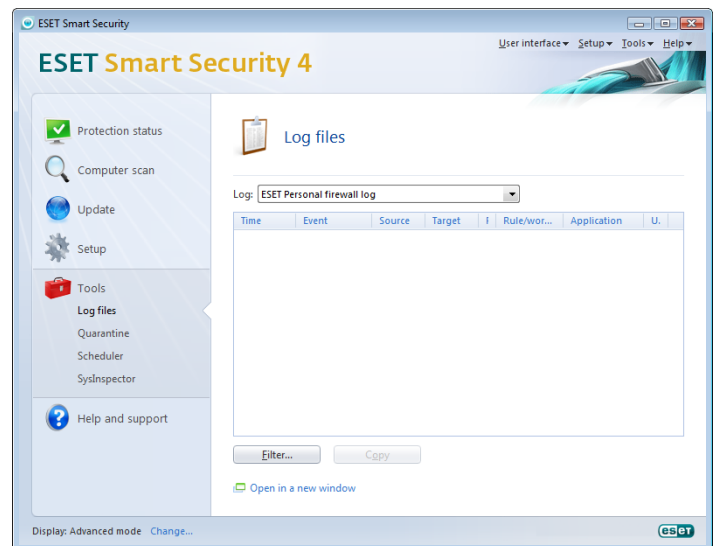 ESET Smart Security
User interface Setup Tools Help
ESET Smart Security 4
Protection status
Computer scan
Update
Setup
Tools
Log files
Quarantine
Scheduler
SysInspector
Help and support
Log files
Log: ESET Personal firewall log
Time Event Source Target Rule/wor... Application U.
Filter... Copy
Open in a new window
Display: Advanced mode Change...
eset